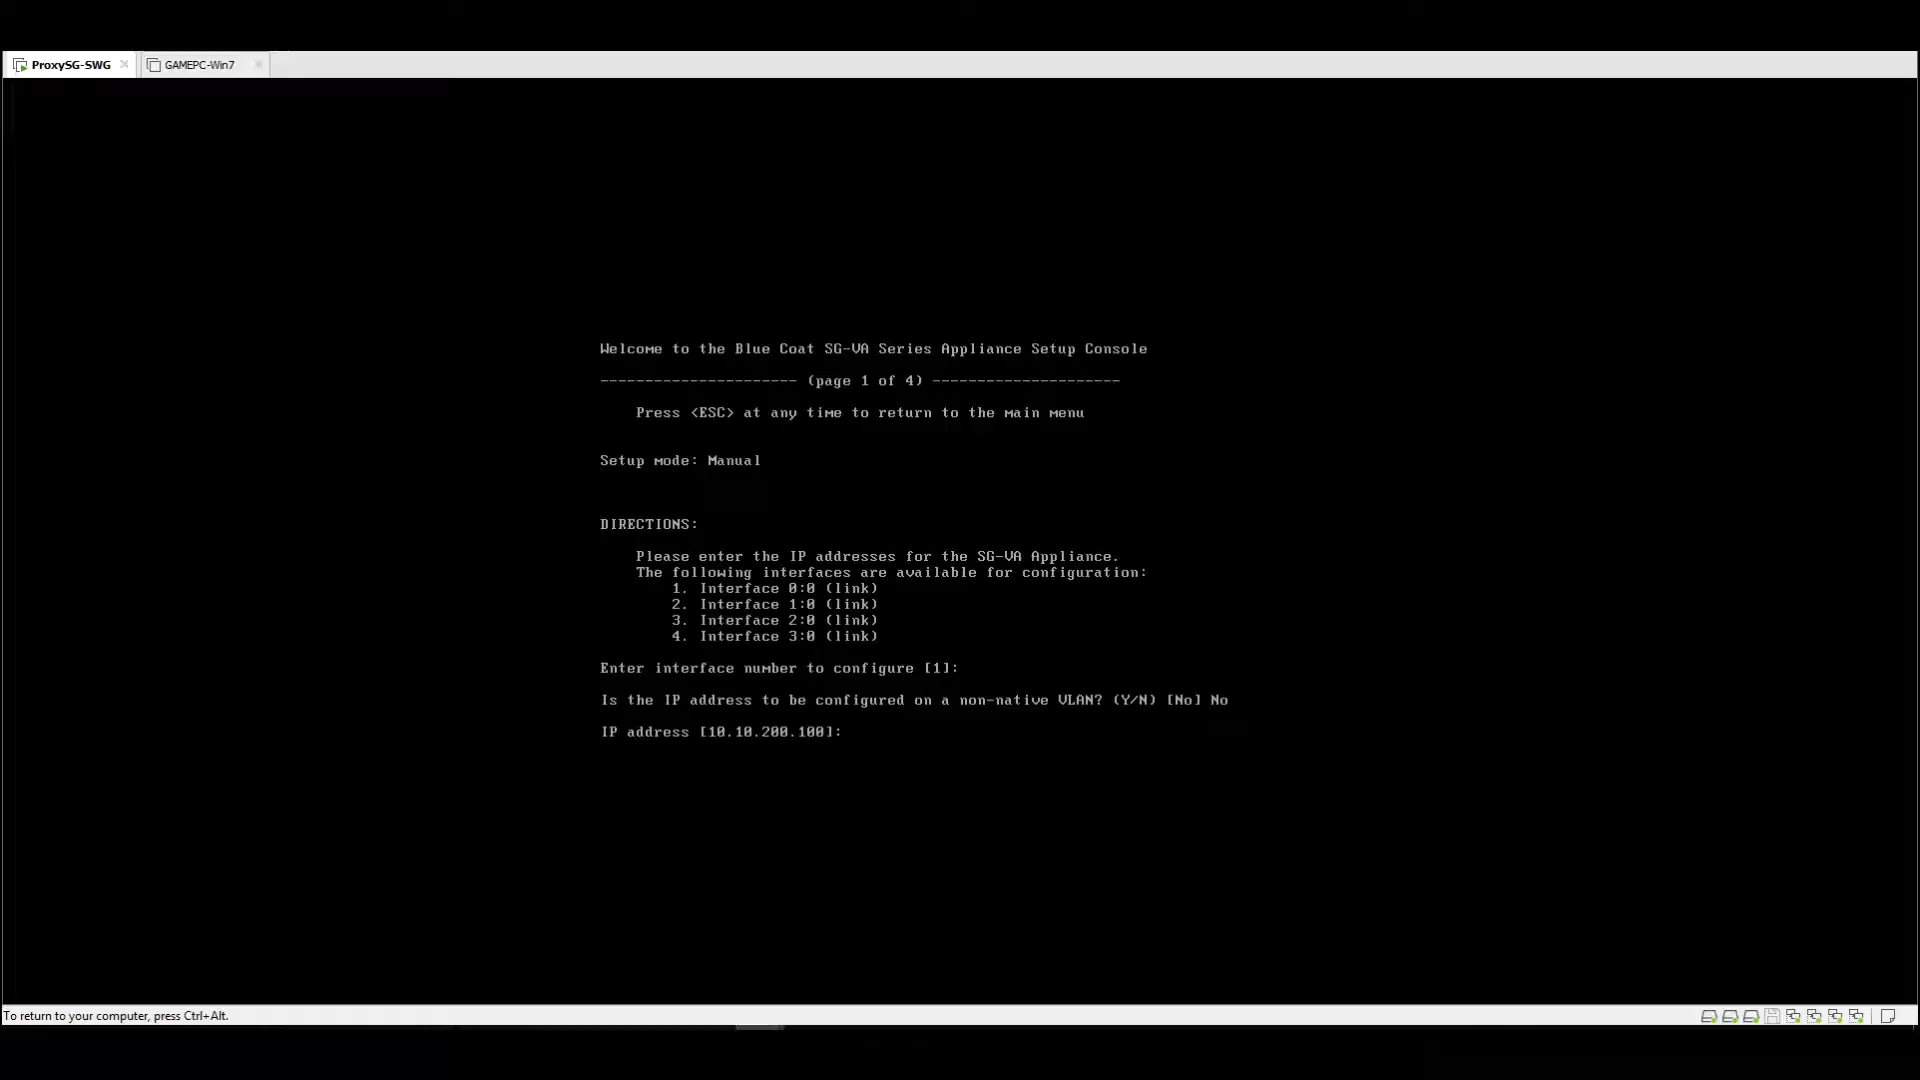 ProxySG-SWG
GAMEPC-Win7
Welcome to the Blue Coat SG-VA Series Appliance Setup Console
---------------------- (page 1 of 4) ---------------------
Press <ESC> at any time to return to the main menu
Setup mode: Manual
DIRECTIONS:
Please enter the IP addresses for the SG-VA Appliance.
The following interfaces are available for configuration:
1. Interface 0:0 (link)
2. Interface 1:0 (link)
3. Interface 2:0 (link)
4. Interface 3:0 (link)
Enter interface number to configure [1]:
Is the IP address to be configured on a non-native VLAN? (Y/N) [No] No
IP address [10.10.200.100]:
To return to your computer, press Ctrl+Alt.